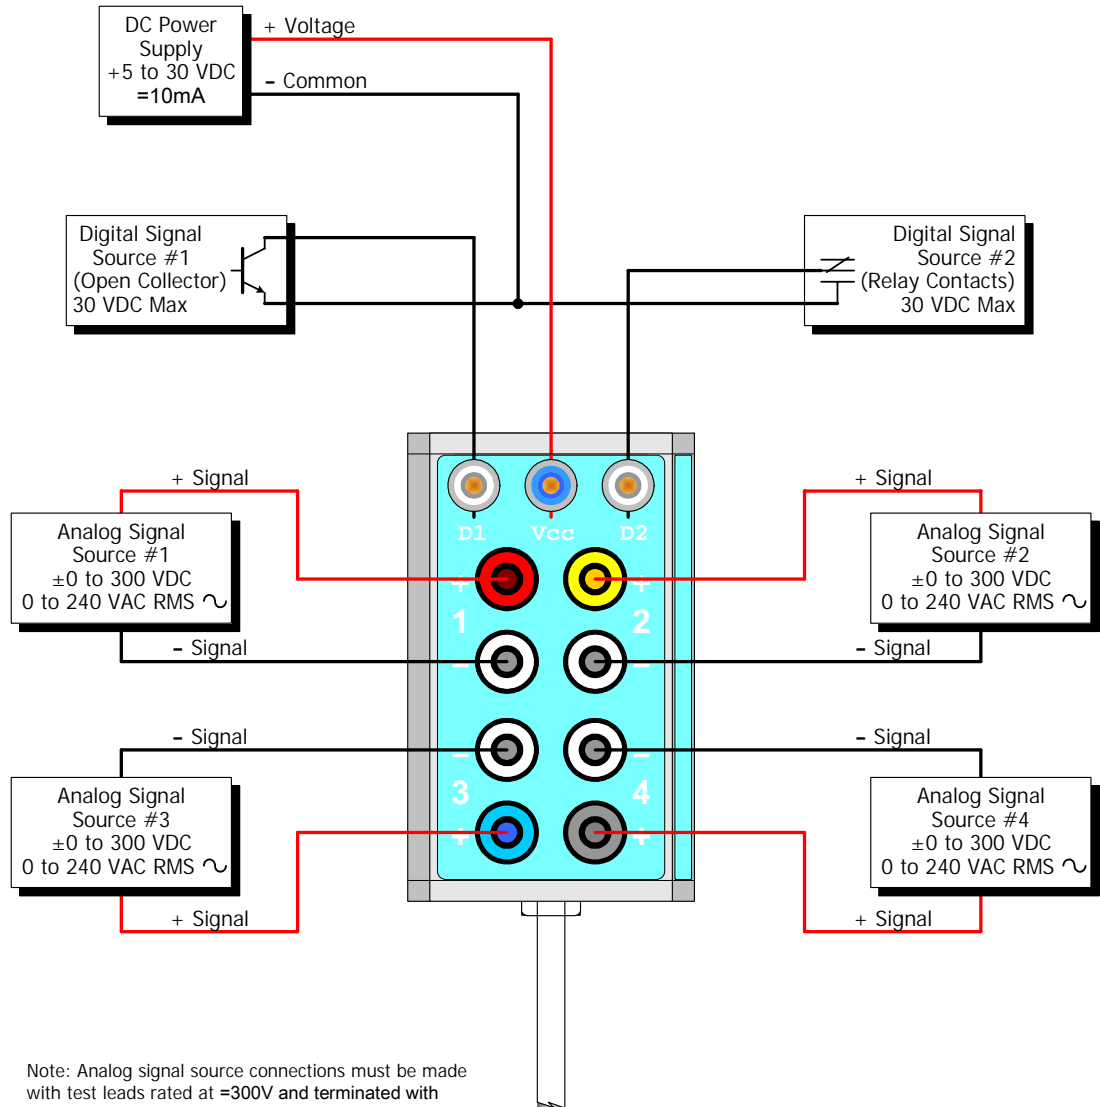 DC Power
Supply
+5 to 30 VDC
=10mA
+ Voltage
- Common
Digital Signal
Source #1
(Open Collector)
30 VDC Max
Digital Signal
Source #2
(Relay Contacts)
30 VDC Max
D1 Vcc D2
+ Signal
Analog Signal
Source #1
±0 to 300 VDC
0 to 240 VAC RMS
- Signal
+ Signal
Analog Signal
Source #2
±0 to 300 VDC
0 to 240 VAC RMS
- Signal
+ +
1 2
- -
- -
3 4
+ +
- Signal
Analog Signal
Source #3
±0 to 300 VDC
0 to 240 VAC RMS
+ Signal
- Signal
Analog Signal
Source #4
±0 to 300 VDC
0 to 240 VAC RMS
+ Signal
Note: Analog signal source connections must be made
with test leads rated at =300V and terminated with